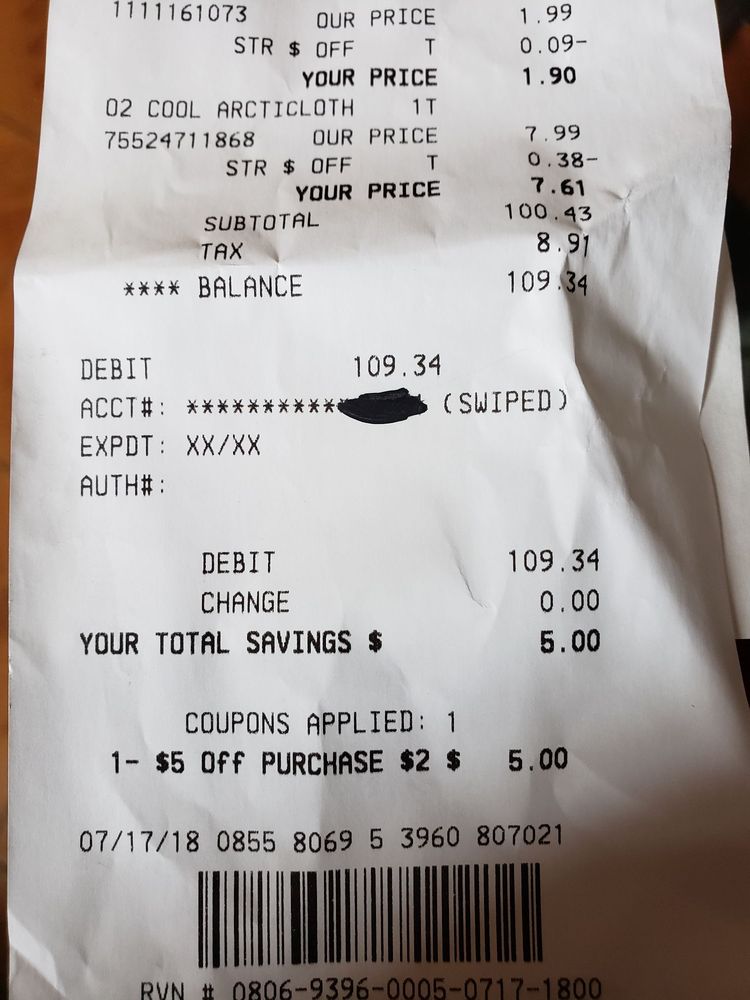 1111161073 OUR PRICE 1.99
STR $ OFF T 0.09-
YOUR PRICE 1.90
O2 COOL ARCTICLOTH 1T
75524711868 OUR PRICE 7.99
STR $ OFF T 0.38-
YOUR PRICE 7.61
SUBTOTAL 100.43
TAX 8.91
**** BALANCE 109.34
DEBIT 109.34
ACCT#: ********** (SWIPED)
EXPDT: XX/XX
AUTH#:
DEBIT 109.34
CHANGE 0.00
YOUR TOTAL SAVINGS $ 5.00
COUPONS APPLIED: 1
1- $5 Off PURCHASE $2 $ 5.00
07/17/18 0855 8069 5 3960 807021
RVN # 0806-9396-0005-0717-1800